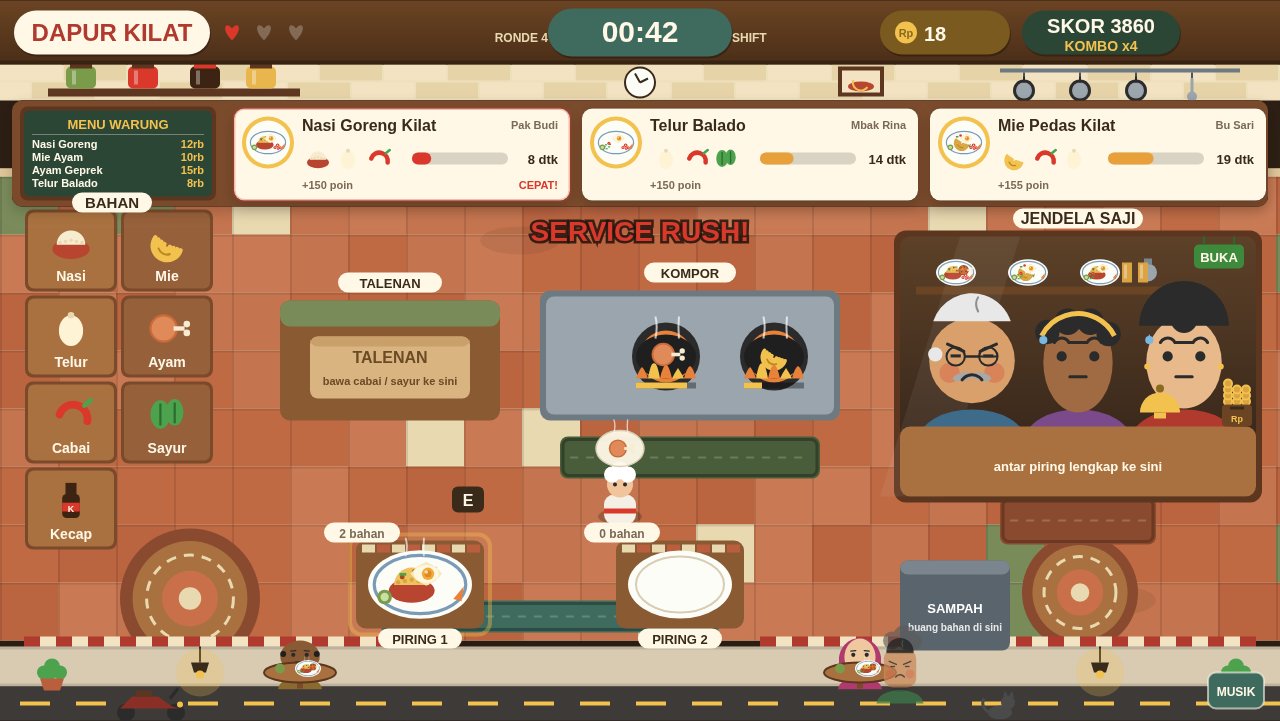 DAPUR KILAT
RONDE 4
00:42
SHIFT
Rp 18
SKOR 3860
KOMBO x4
MENU WARUNG
Nasi Goreng 12rb
Mie Ayam 10rb
Ayam Geprek 15rb
Telur Balado 8rb
Nasi Goreng Kilat
Pak Budi
8 dtk
+150 poin
CEPAT!
Telur Balado
Mbak Rina
14 dtk
+150 poin
Mie Pedas Kilat
Bu Sari
19 dtk
+155 poin
BAHAN
Nasi
Mie
Telur
Ayam
Cabai
Sayur
K
Kecap
SERVICE RUSH!
TALENAN
TALENAN
bawa cabai / sayur ke sini
KOMPOR
JENDELA SAJI
BUKA
Rp
antar piring lengkap ke sini
E
2 bahan
0 bahan
PIRING 1
PIRING 2
SAMPAH
buang bahan di sini
MUSIK